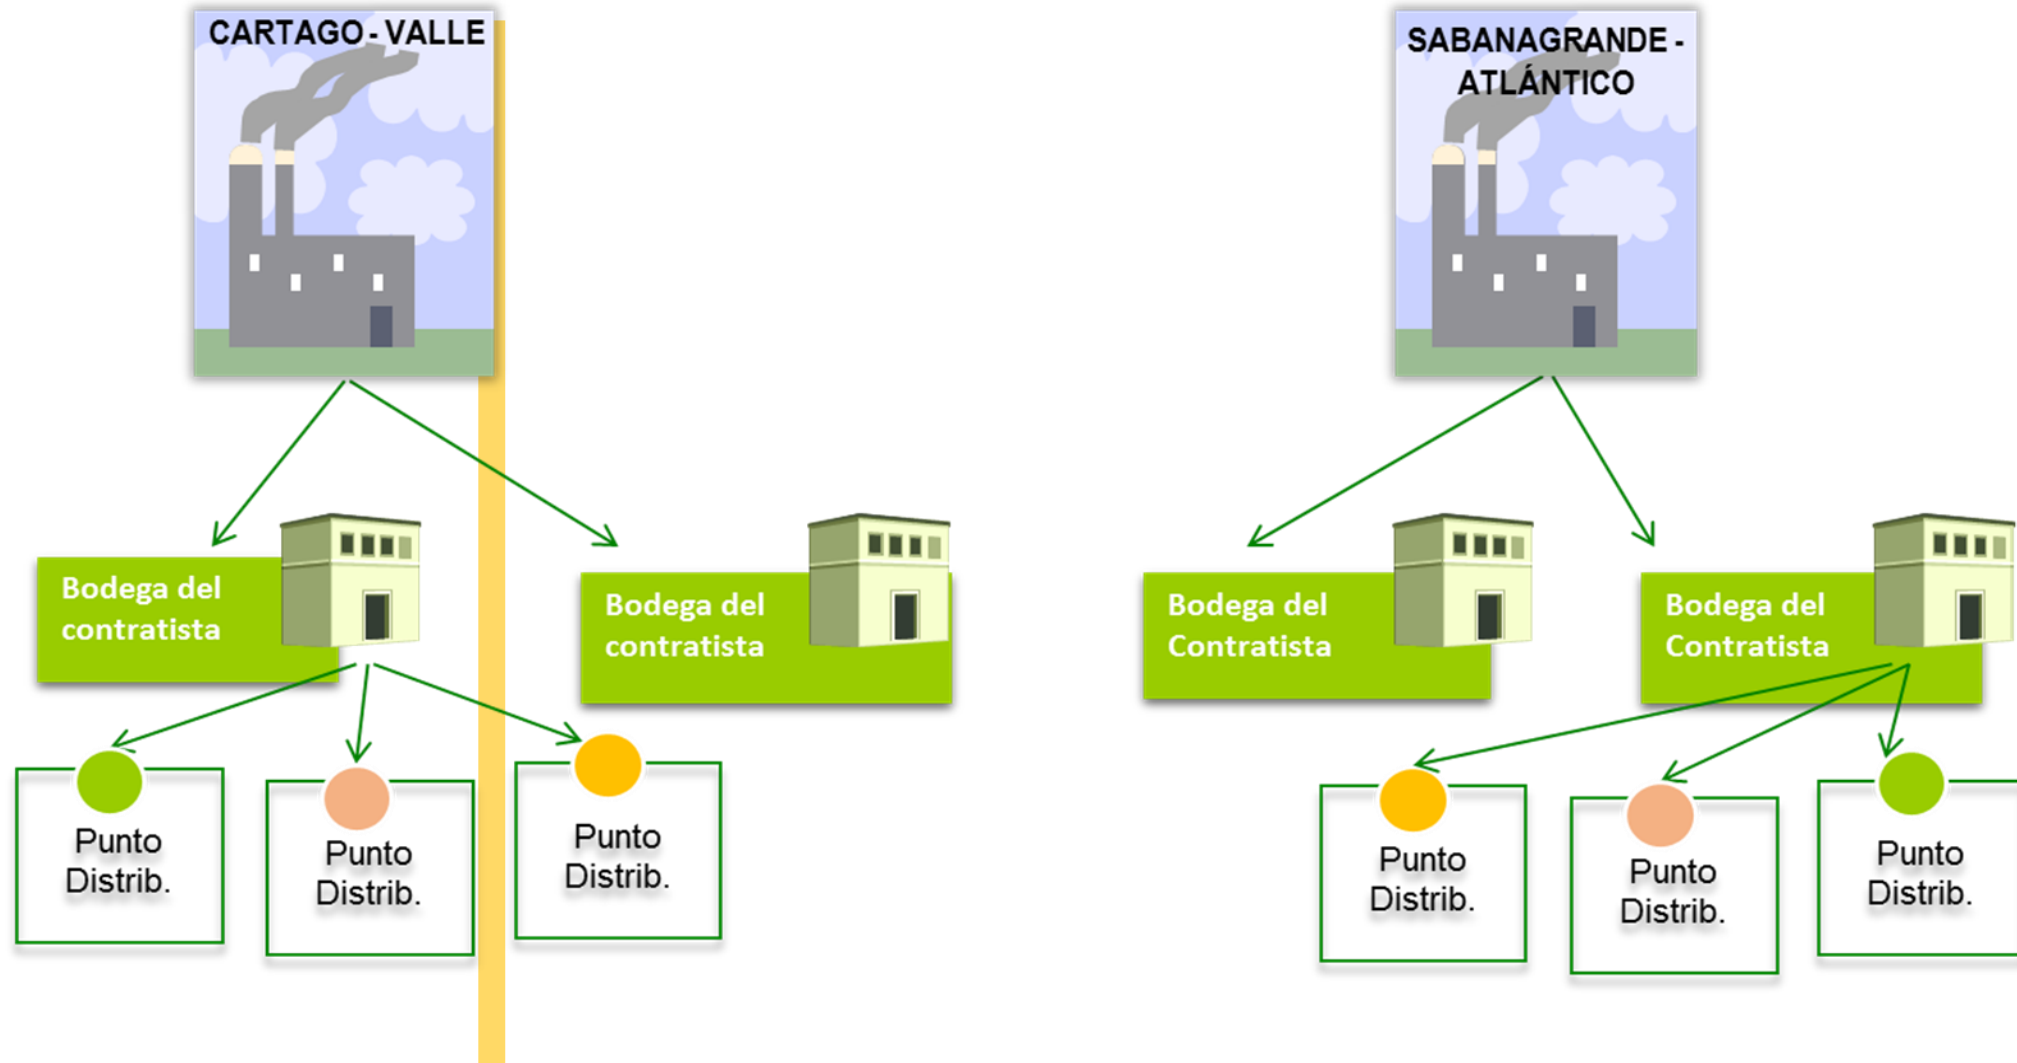 CARTAGO - VALLE
SABANAGRANDE -
ATLÁNTICO
Bodega del
contratista
Bodega del
contratista
Bodega del
Contratista
Bodega del
Contratista
Punto
Distrib.
Punto
Distrib.
Punto
Distrib.
Punto
Distrib.
Punto
Distrib.
Punto
Distrib.